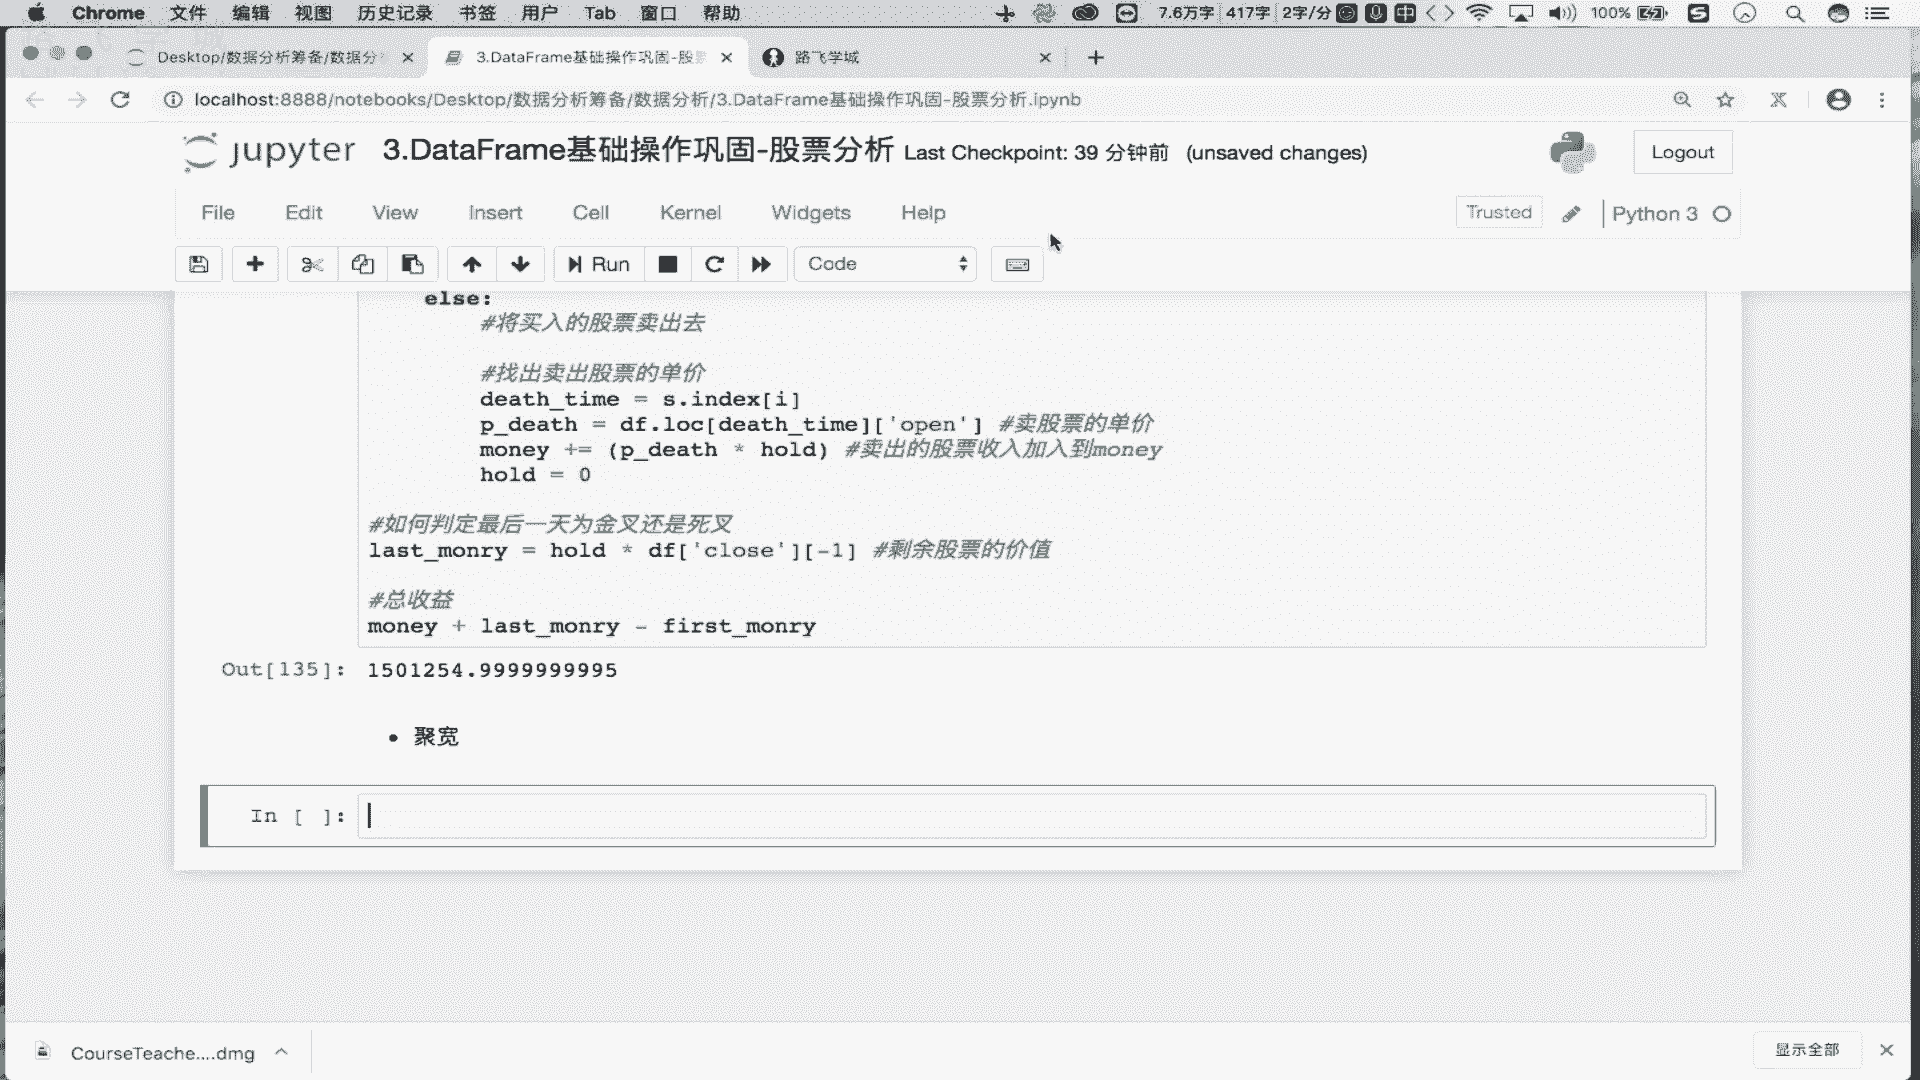 Chrome 文件 编辑 视图 历史记录 书签 用户 Tab 窗口 帮助 7.6万字 417字 2字/分 中 100%
Desktop/数据分析筹备/数据分
3.DataFrame基础操作巩固-股
路飞学城
localhost:8888/notebooks/Desktop/数据分析筹备/数据分析/3.DataFrame基础操作巩固-股票分析.ipynb
jupyter 3.DataFrame基础操作巩固-股票分析 Last Checkpoint: 39 分钟前 (unsaved changes)
Logout
File Edit View Insert Cell Kernel Widgets Help Trusted Python 3
Run Code
else:
#将买入的股票卖出去
#找出卖出股票的单价
death_time = s.index[i]
p_death = df.loc[death_time]['open'] #卖股票的单价
money += (p_death * hold) #卖出的股票收入加入到money
hold = 0
#如何判定最后一天为金叉还是死叉
last_monry = hold * df['close'][-1] #剩余股票的价值
#总收益
money + last_monry - first_monry
Out[135]: 1501254.9999999995
• 聚宽
In [ ]:
CourseTeache....dmg
显示全部